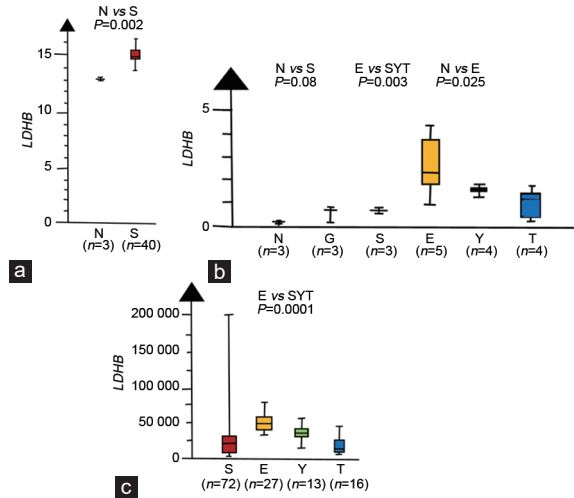 N vs S
P=0.002
15
10
5
0
LDHB
N S
(n=3) (n=40)
a
N vs S E vs SYT N vs E
P=0.08 P=0.003 P=0.025
5
0
LDHB
N G S E Y T
(n=3) (n=3) (n=3) (n=5) (n=4) (n=4)
b
E vs SYT
P=0.0001
200 000
150 000
100 000
50 000
0
LDHB
S E Y T
(n=72) (n=27) (n=13) (n=16)
c